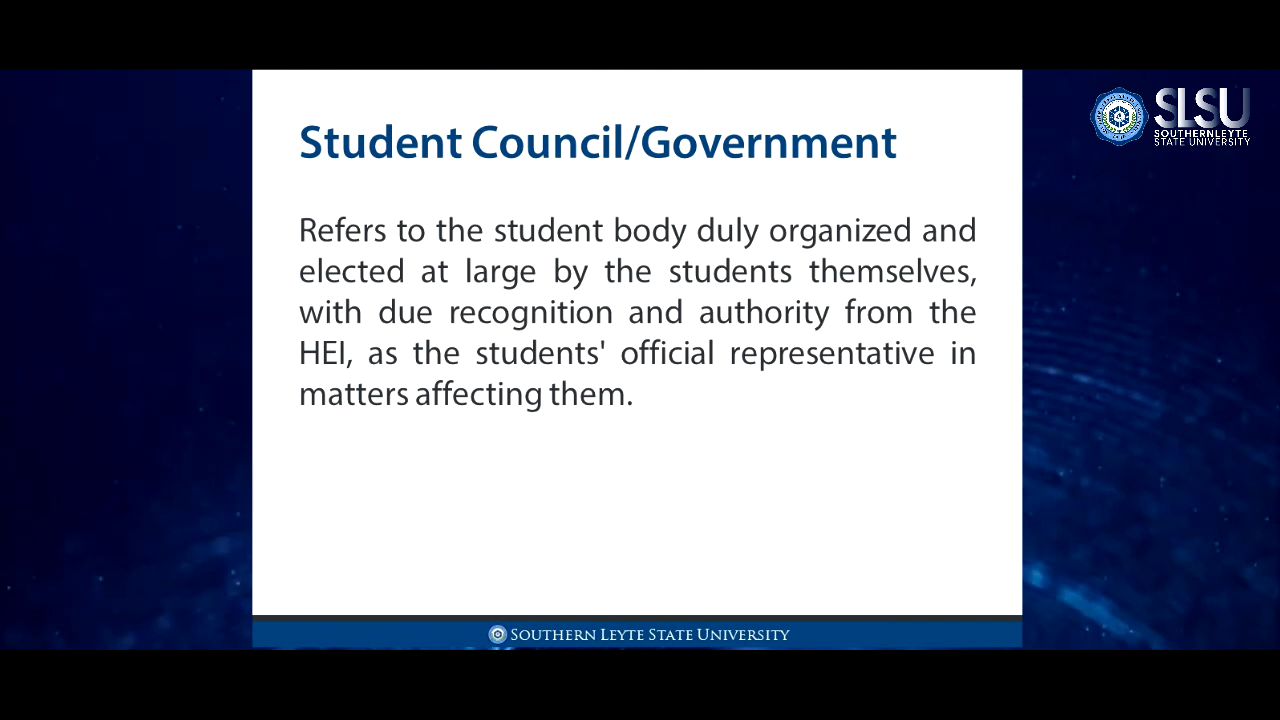 SLSU
SOUTHERN LEYTE
STATE UNIVERSITY
Student Council/Government
Refers to the student body duly organized and
elected at large by the students themselves,
with due recognition and authority from the
HEI, as the students' official representative in
matters affecting them.
SOUTHERN LEYTE STATE UNIVERSITY